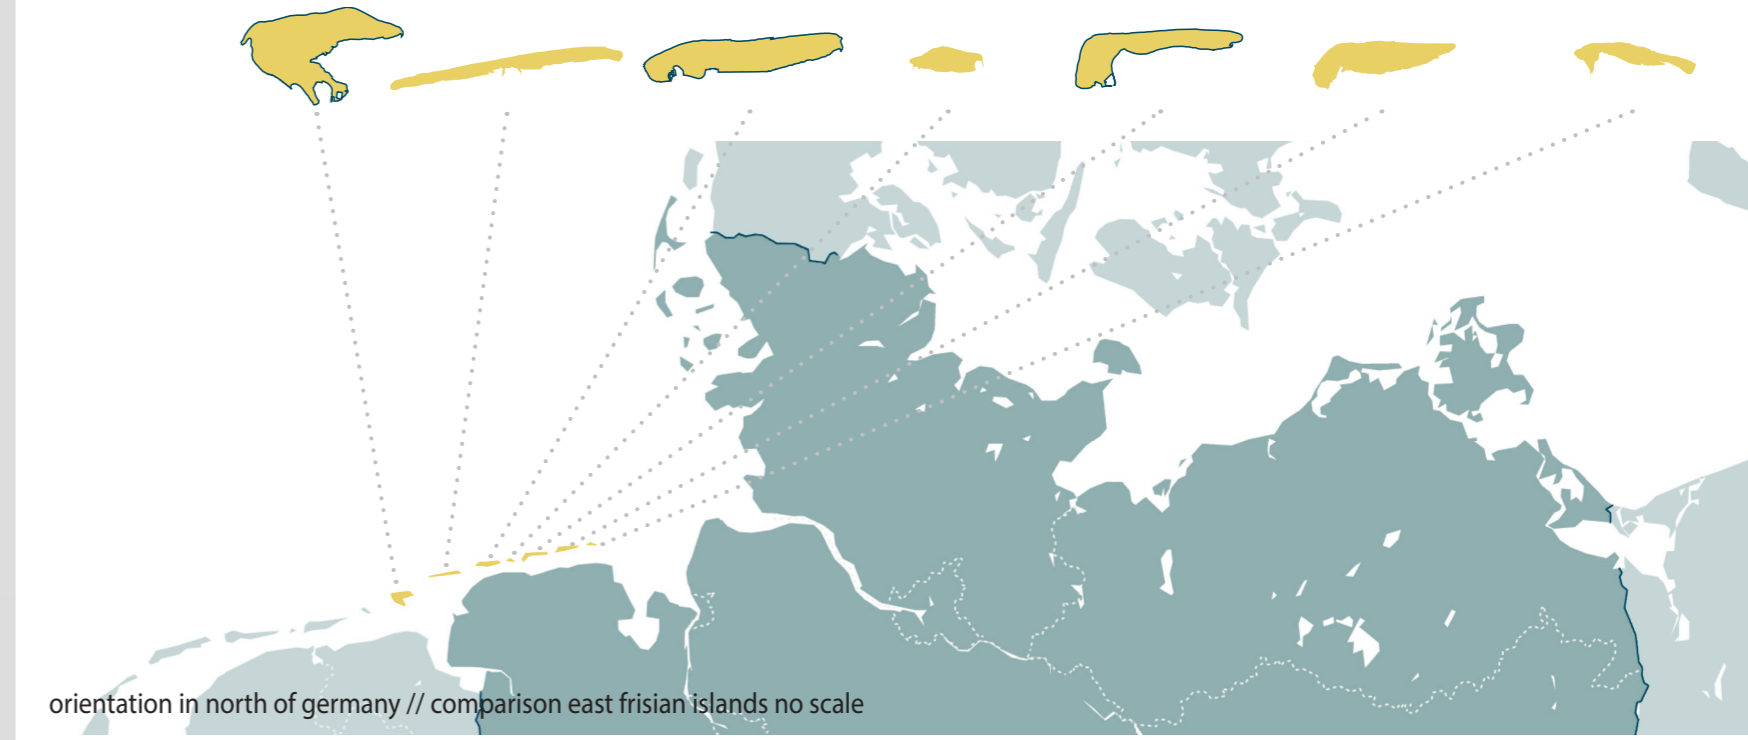 orientation in north of germany // comparison east frisian islands no scale